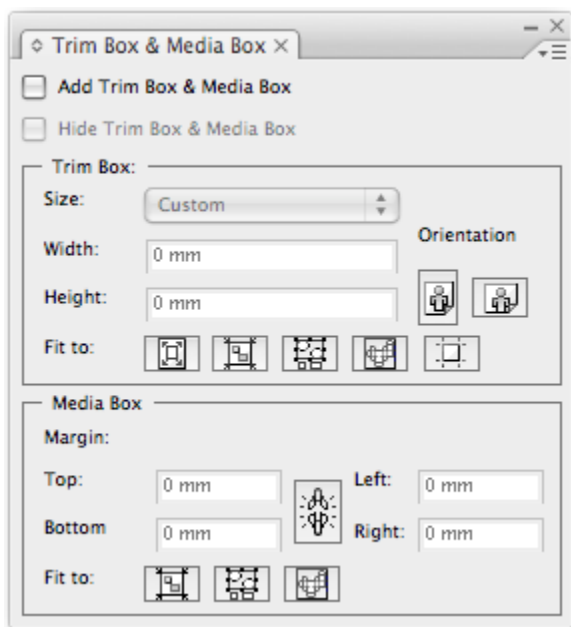 Trim Box & Media Box
Add Trim Box & Media Box
Hide Trim Box & Media Box
Trim Box:
Size: Custom
Orientation
Width: 0 mm
Height: 0 mm
Fit to:
Media Box
Margin:
Top: 0 mm Left: 0 mm
Bottom 0 mm Right: 0 mm
Fit to: